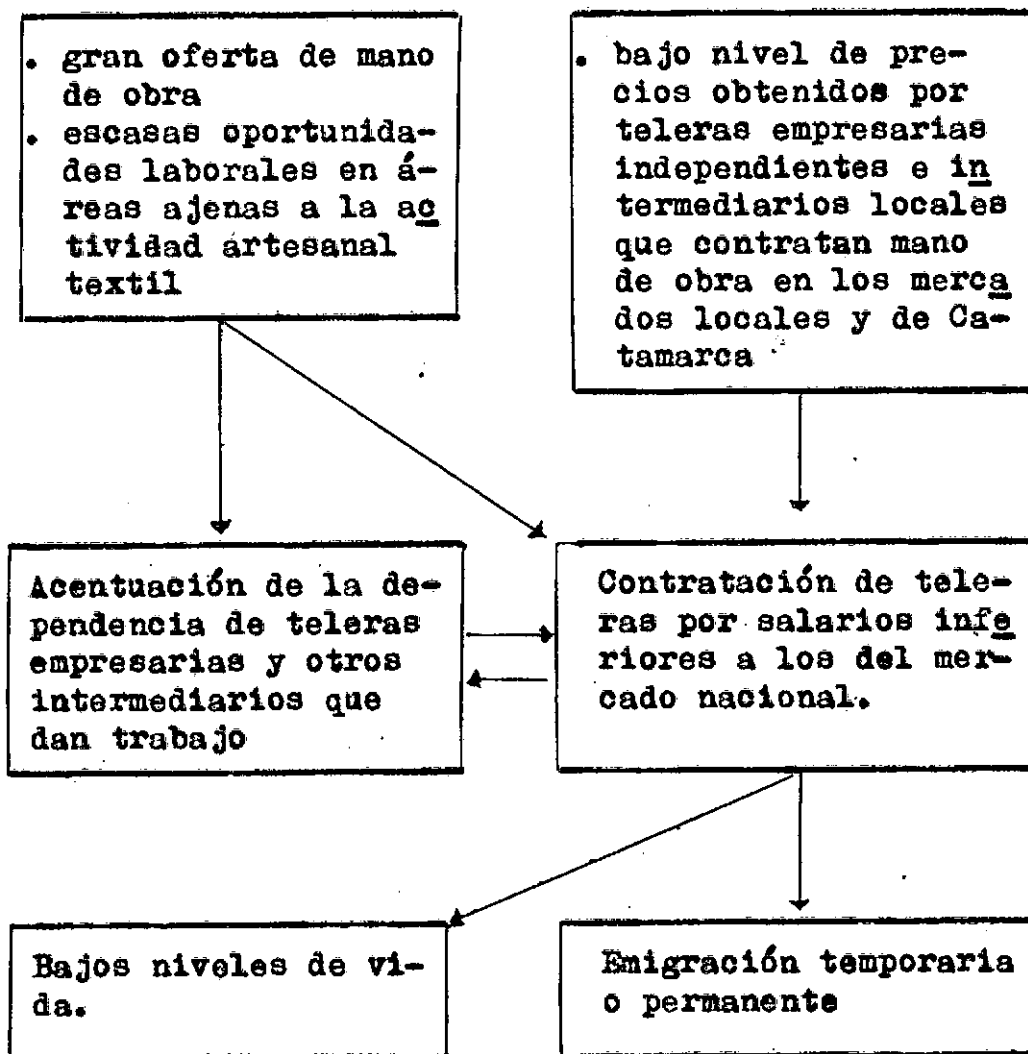 . gran oferta de mano
de obra
. escasas oportunida-
des laborales en á-
reas ajenas a la ac
tividad artesanal
textil
. bajo nivel de pre-
cios obtenidos por
teleras empresarias
independientes e in
termediarios locales
que contratan mano
de obra en los merca
dos locales y de Ca-
tamarca
Acentuación de la de-
pendencia de teleras
empresarias y otros
intermediarios que
dan trabajo
Contratación de tele-
ras por salarios infe
riores a los del mer-
cado nacional.
Bajos niveles de vi-
da.
Emigración temporaria
o permanente